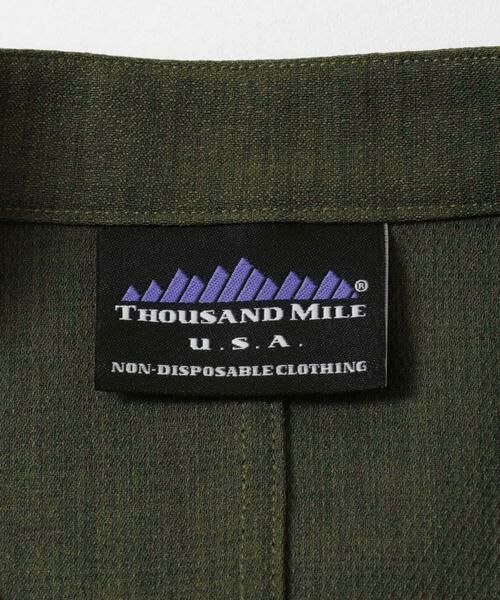 ®
THOUSAND MILE
U.S.A.
NON-DISPOSABLE CLOTHING